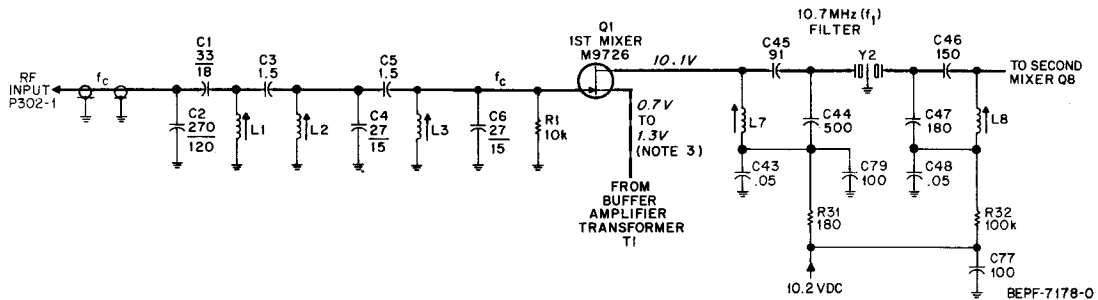 10.7MHz (f₁)
FILTER
Q1
1ST MIXER
M9726
C1
33
18
C3
1.5
C5
1.5
C45
91
Y2
C46
150
RF
INPUT
P302-1
fc
fc
10.1V
TO SECOND
MIXER Q8
C2
270
120
L1
L2
C4
27
15
L3
C6
27
15
R1
10k
0.7V
TO
1.3V
(NOTE 3)
L7
C44
500
C47
180
L8
C43
.05
C79
100
C48
.05
FROM
BUFFER
AMPLIFIER
TRANSFORMER
T1
R31
180
R32
100k
C77
100
10.2 VDC
BEPF-7178-O